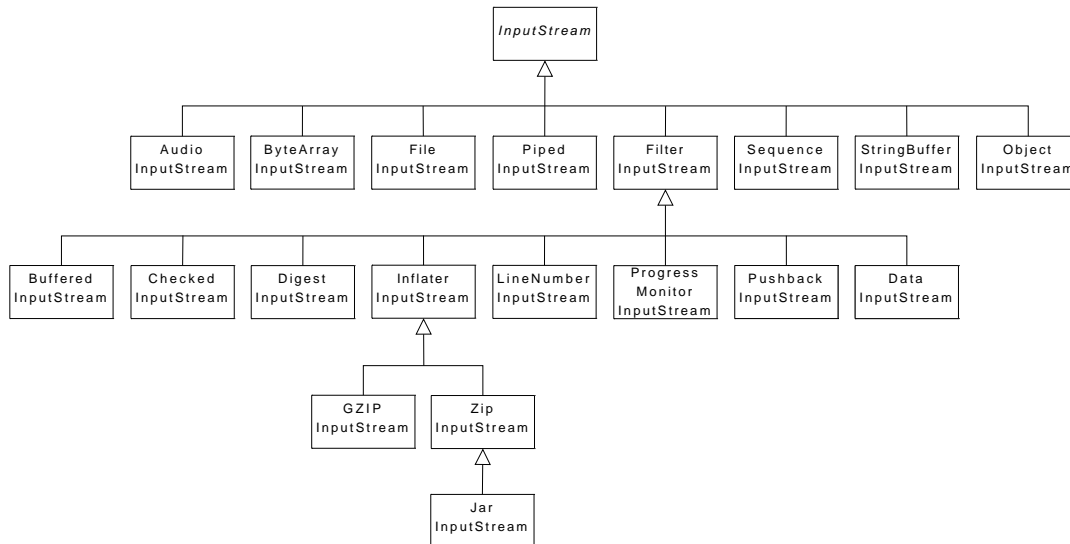 InputStream
Audio
InputStream
ByteArray
InputStream
File
InputStream
Piped
InputStream
Filter
InputStream
Sequence
InputStream
StringBuffer
InputStream
Object
InputStream
Buffered
InputStream
Checked
InputStream
Digest
InputStream
Inflater
InputStream
LineNumber
InputStream
Progress
Monitor
InputStream
Pushback
InputStream
Data
InputStream
GZIP
InputStream
Zip
InputStream
Jar
InputStream